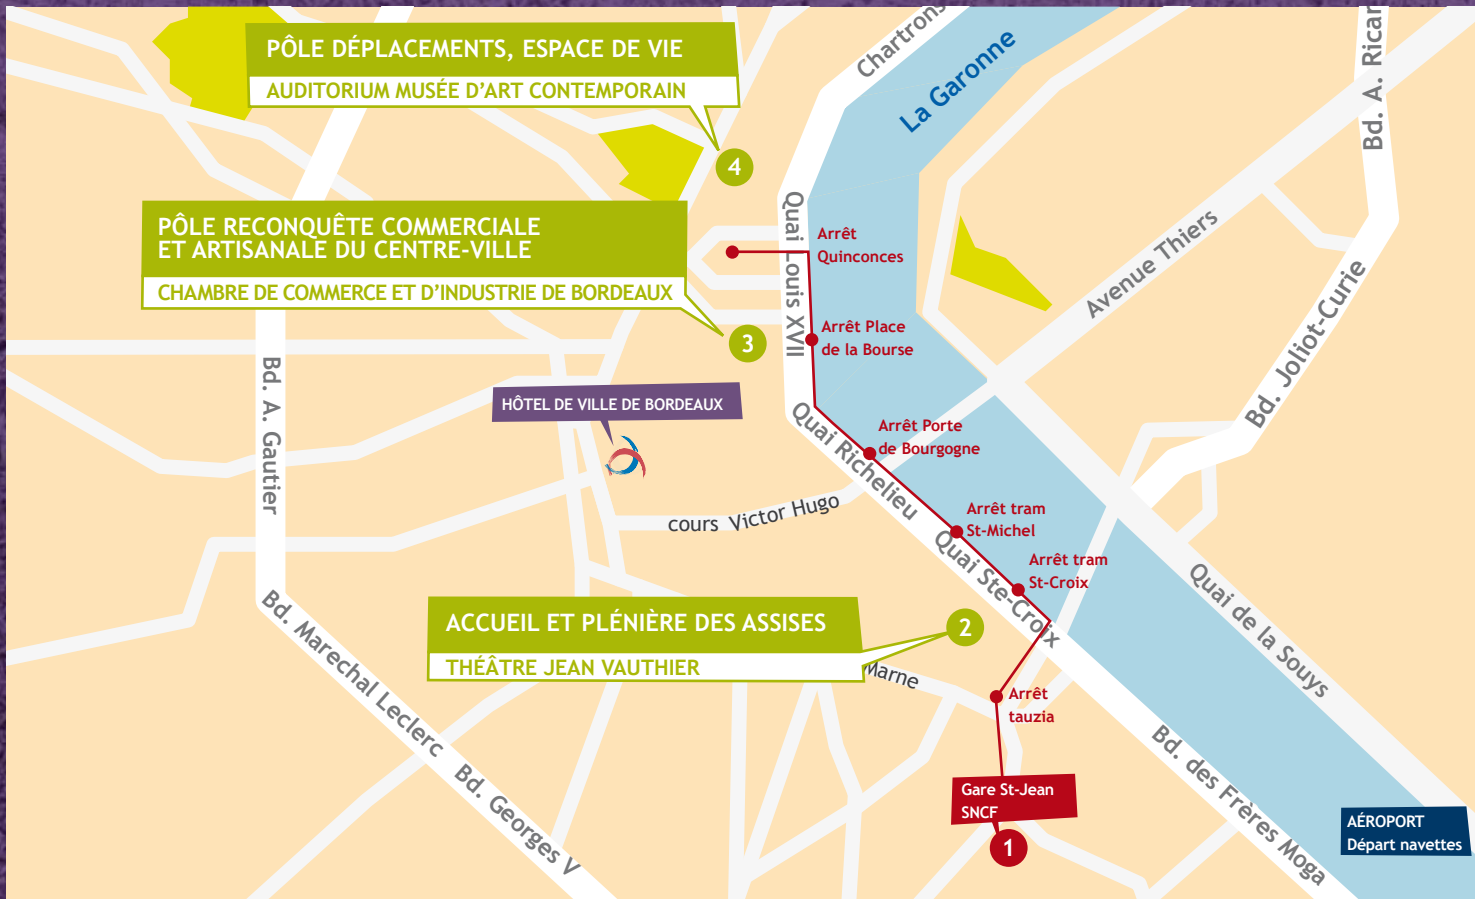 PÔLE DÉPLACEMENTS, ESPACE DE VIE
AUDITORIUM MUSÉE D'ART CONTEMPORAIN
4
Chartrons
La Garonne
Bd. A. Ricar
PÔLE RECONQUÊTE COMMERCIALE
ET ARTISANALE DU CENTRE-VILLE
CHAMBRE DE COMMERCE ET D'INDUSTRIE DE BORDEAUX
3
Quai Louis XVII
Arrêt
Quinconces
Avenue Thiers
Bd. Joliot-Curie
Arrêt Place
de la Bourse
Bd. A. Gautier
HÔTEL DE VILLE DE BORDEAUX
Quai Richelieu
Arrêt Porte
de Bourgogne
cours Victor Hugo
Arrêt tram
St-Michel
Quai Ste-Croix
Arrêt tram
St-Croix
Quai de la Souys
Bd. Marechal Leclerc
ACCUEIL ET PLÉNIÈRE DES ASSISES
THÉÂTRE JEAN VAUTHIER
2
Marne
Arrêt
tauzia
Bd. des Frères Moga
Bd. Georges V
Gare St-Jean
SNCF
1
AÉROPORT
Départ navettes